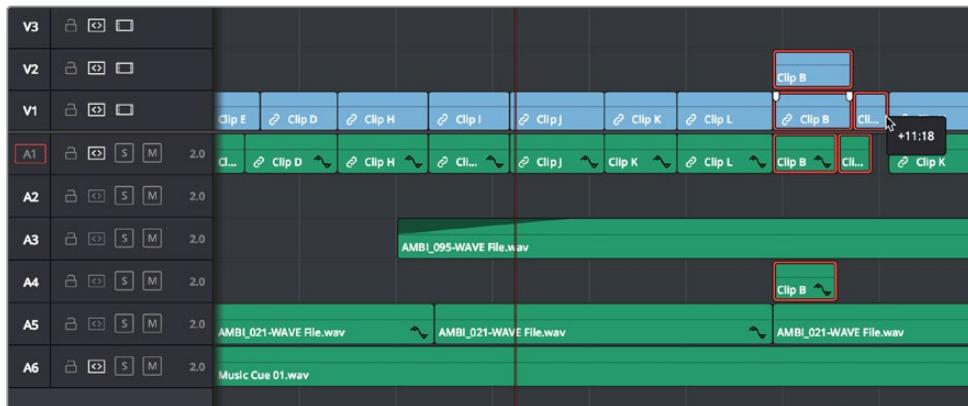 V3
V2
Clip B
V1
Clip E Clip D Clip H Clip I Clip J Clip K Clip L Clip B Cli...
+11:18
A1 S M 2.0 Cl... Clip D Clip H Cli... Clip J Clip K Clip L Clip B Cli... Clip K
A2 S M 2.0
A3 S M 2.0
AMBI_095-WAVE File.wav
A4 S M 2.0
Clip B
A5 S M 2.0
AMBI_021-WAVE File.wav AMBI_021-WAVE File.wav AMBI_021-WAVE File.wav
A6 S M 2.0
Music Cue 01.wav